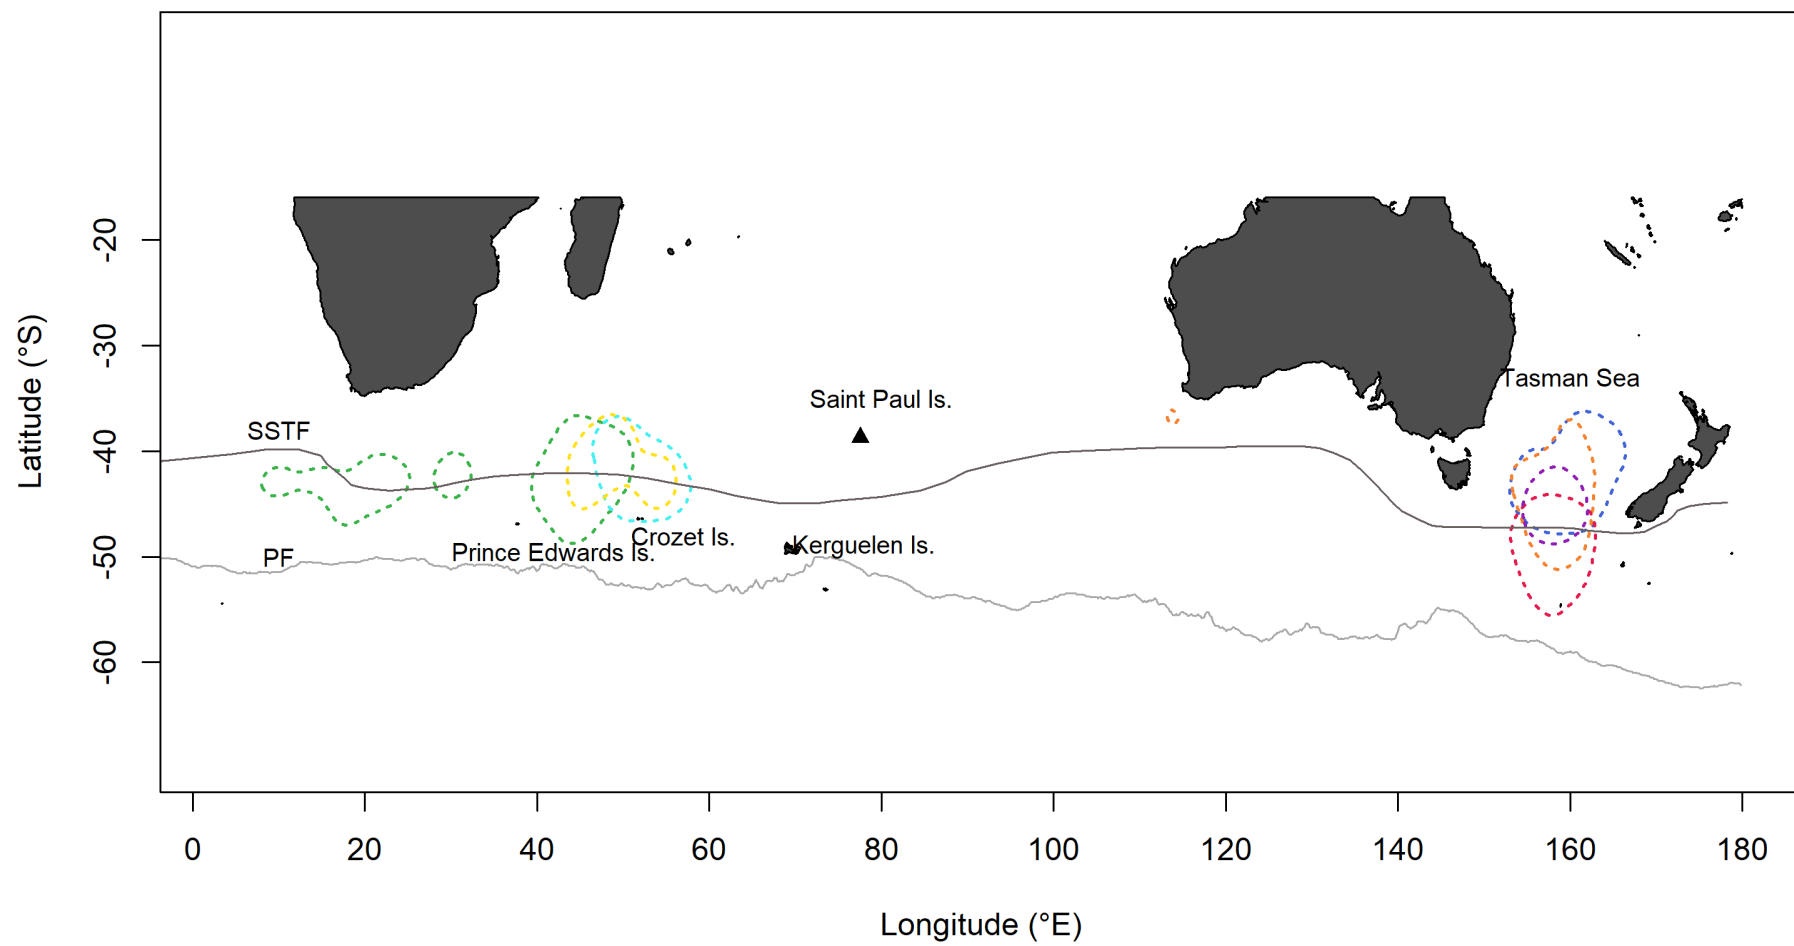 Latitude (°S)
-20
-30
-40
-50
-60
Tasman Sea
Saint Paul Is.
SSTF
Crozet Is.
Kerguelen Is.
Prince Edwards Is.
PF
0
20
40
60
80
100
120
140
160
180
Longitude (°E)